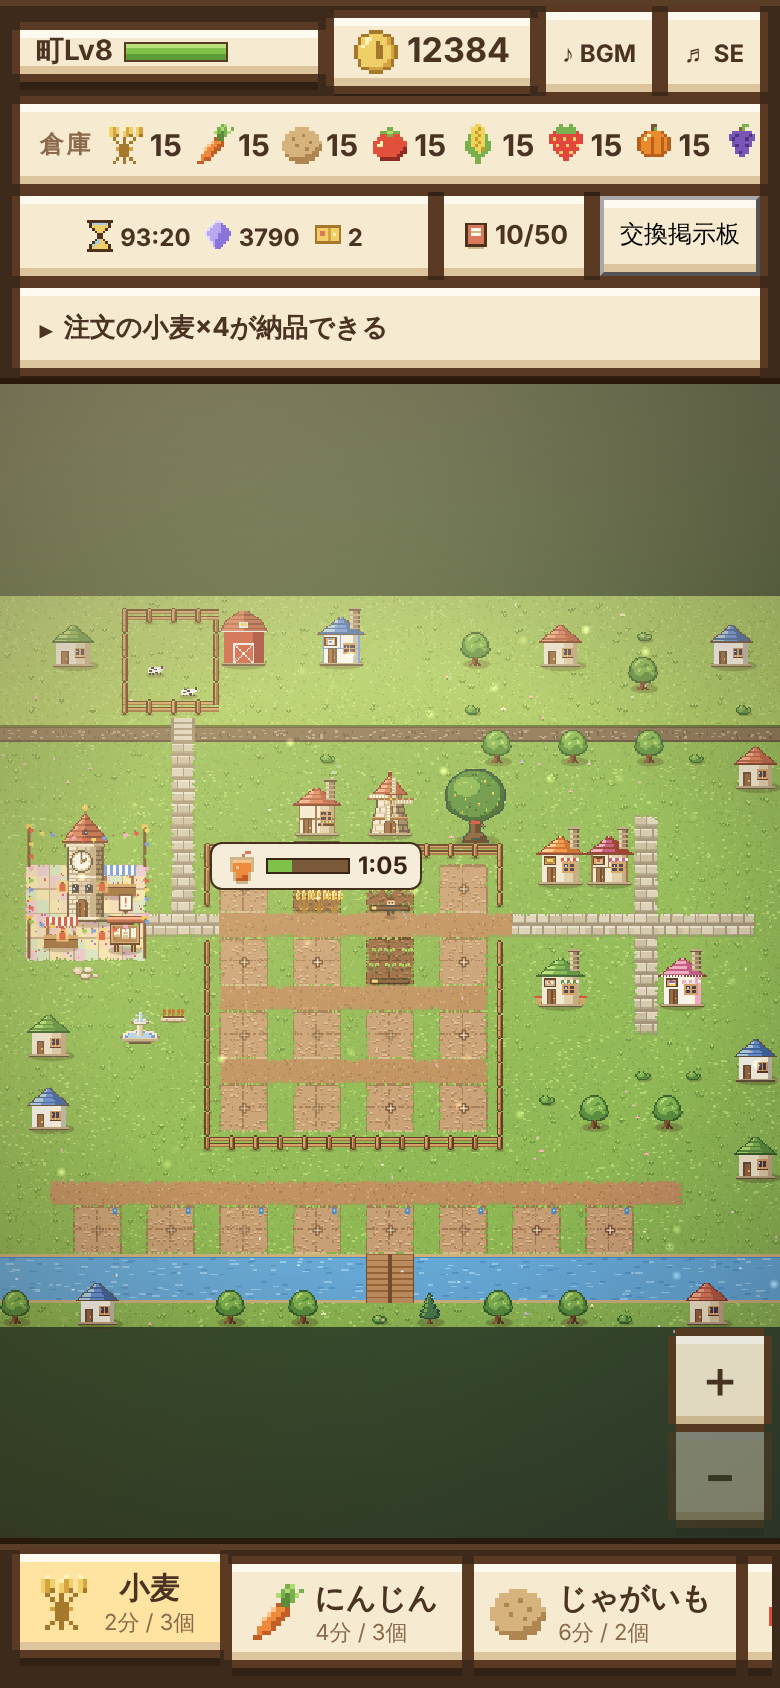 町Lv8
12384
♪ BGM
♬ SE
倉庫 15 15 15 15 15 15 15
93:20 3790 2
10/50
交換掲示板
▸ 注文の小麦×4が納品できる
1:05
+
−
小麦
2分 / 3個
にんじん
4分 / 3個
じゃがいも
6分 / 2個